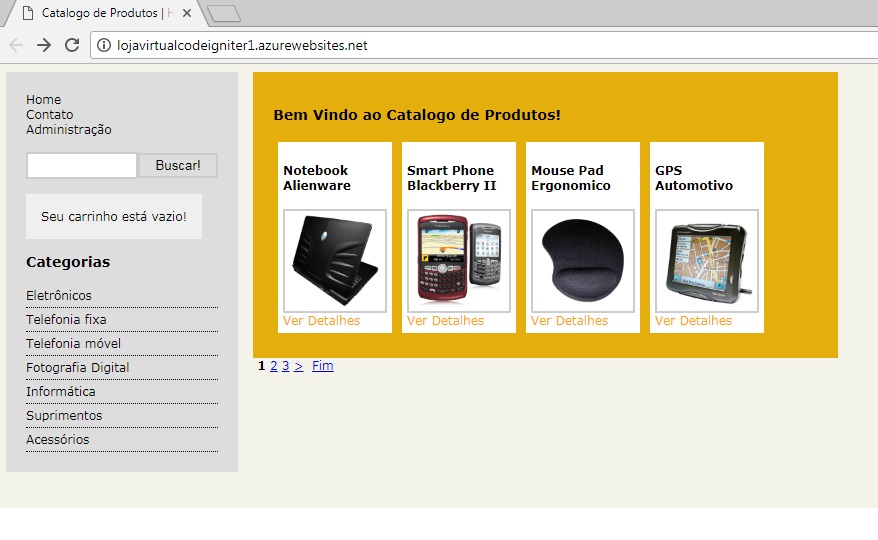 Catalogo de Produtos |
lojavirtualcodeigniter1.azurewebsites.net
Home
Contato
Administração
Buscar!
Seu carrinho está vazio!
Categorias
Eletrônicos
Telefonia fixa
Telefonia móvel
Fotografia Digital
Informática
Suprimentos
Acessórios
Bem Vindo ao Catalogo de Produtos!
Notebook
Alienware
Ver Detalhes
Smart Phone
Blackberry II
Ver Detalhes
Mouse Pad
Ergonomico
Ver Detalhes
GPS
Automotivo
Ver Detalhes
1 2 3 > Fim